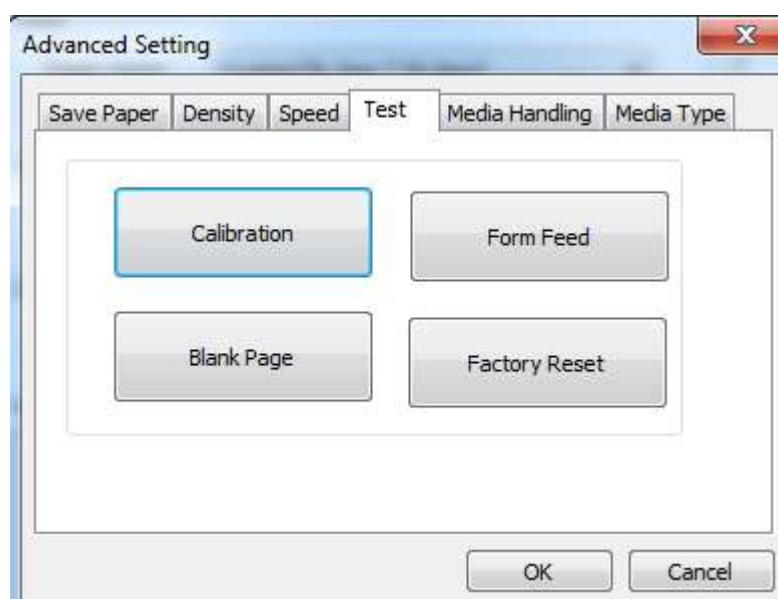 Advanced Setting
Save Paper Density Speed Test Media Handling Media Type
Calibration Form Feed
Blank Page Factory Reset
OK Cancel